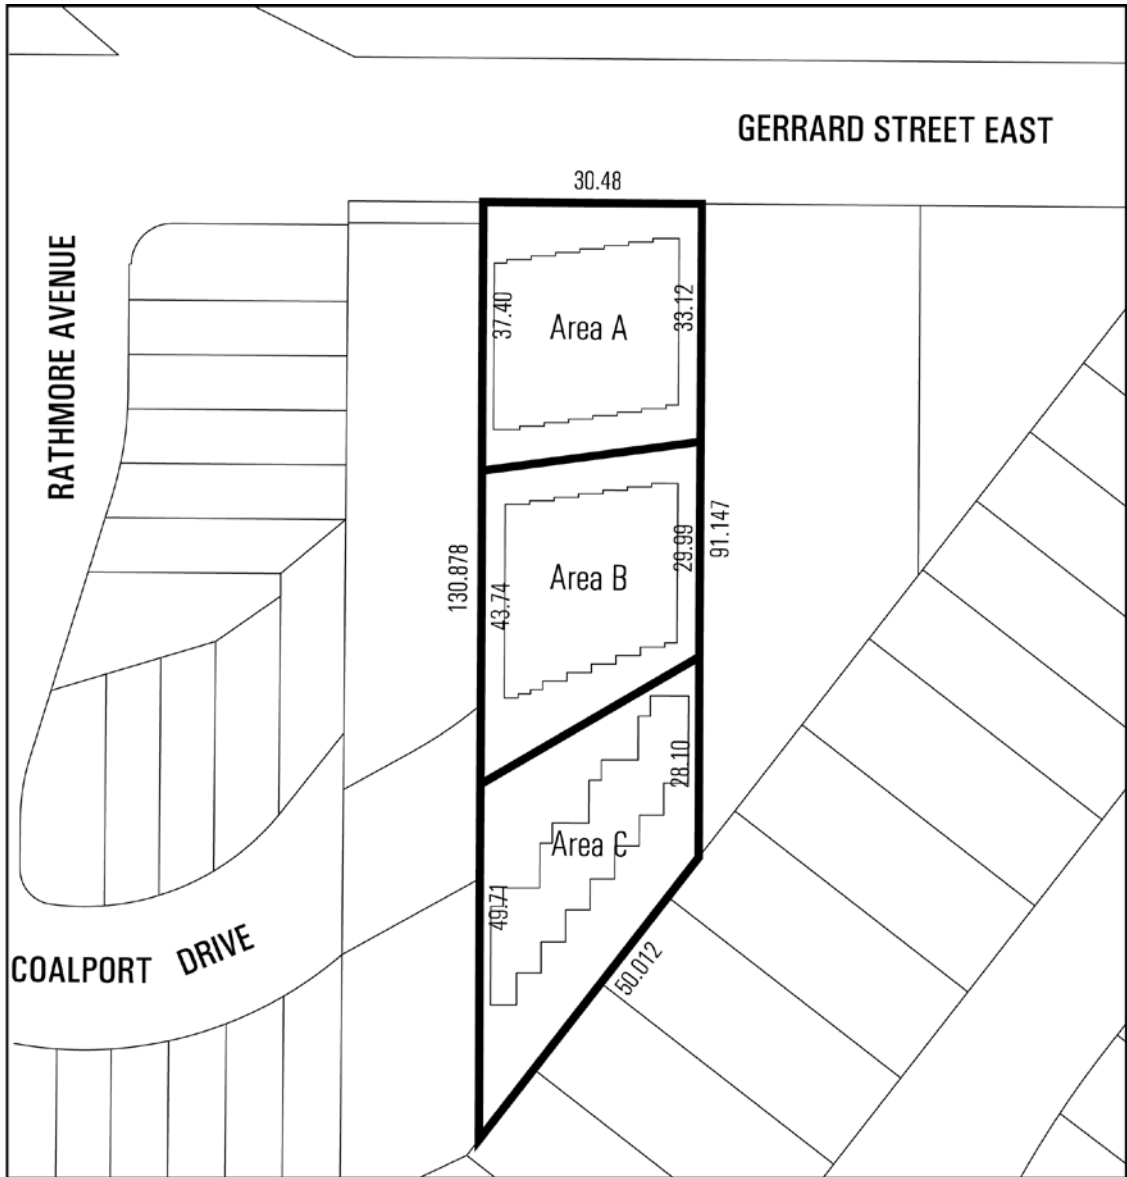 GERRARD STREET EAST
30.48
RATHMORE AVENUE
37.40
Area A
33.12
130.878
43.74
Area B
29.99
91.147
28.10
Area C
49.71
50.012
COALPORT DRIVE